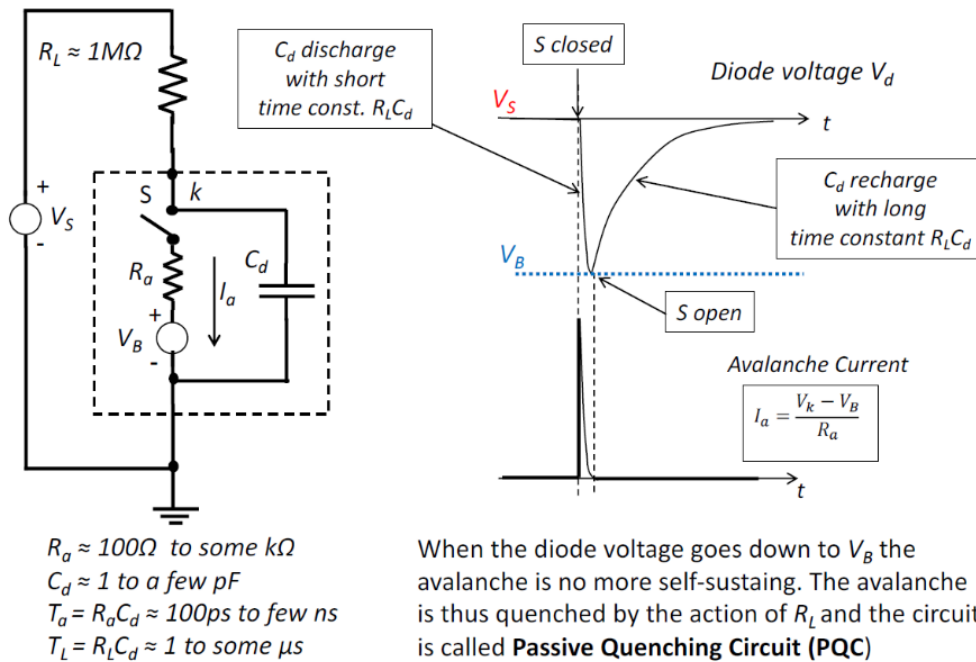 R_L ≈ 1MΩ
+
V_S
-
S
k
R_a
C_d
I_a
+
V_B
-
C_d discharge
with short
time const. R_LC_d
S closed
Diode voltage V_d
V_S
t
C_d recharge
with long
time constant R_LC_d
V_B
S open
Avalanche Current
I_a = \frac{V_k − V_B}{R_a}
t
R_a ≈ 100Ω to some kΩ
C_d ≈ 1 to a few pF
T_a = R_aC_d ≈ 100ps to few ns
T_L = R_LC_d ≈ 1 to some µs
When the diode voltage goes down to V_B the
avalanche is no more self-sustaing. The avalanche
is thus quenched by the action of R_L and the circuit
is called Passive Quenching Circuit (PQC)